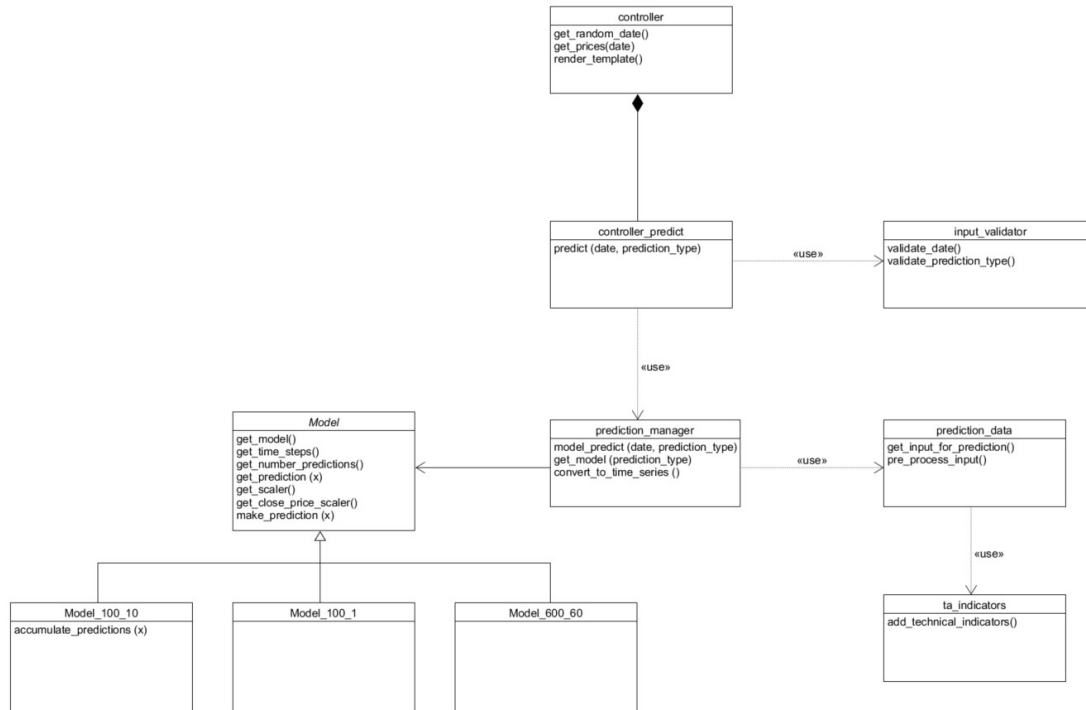 controller
get_random_date()
get_prices(date)
render_template()
controller_predict
predict (date, prediction_type)
«use»
input_validator
validate_date()
validate_prediction_type()
«use»
Model
get_model()
get_time_steps()
get_number_predictions()
get_prediction (x)
get_scaler()
get_close_price_scaler()
make_prediction (x)
prediction_manager
model_predict (date, prediction_type)
get_model (prediction_type)
convert_to_time_series ()
«use»
prediction_data
get_input_for_prediction()
pre_process_input()
«use»
Model_100_10
accumulate_predictions (x)
Model_100_1
Model_600_60
ta_indicators
add_technical_indicators()